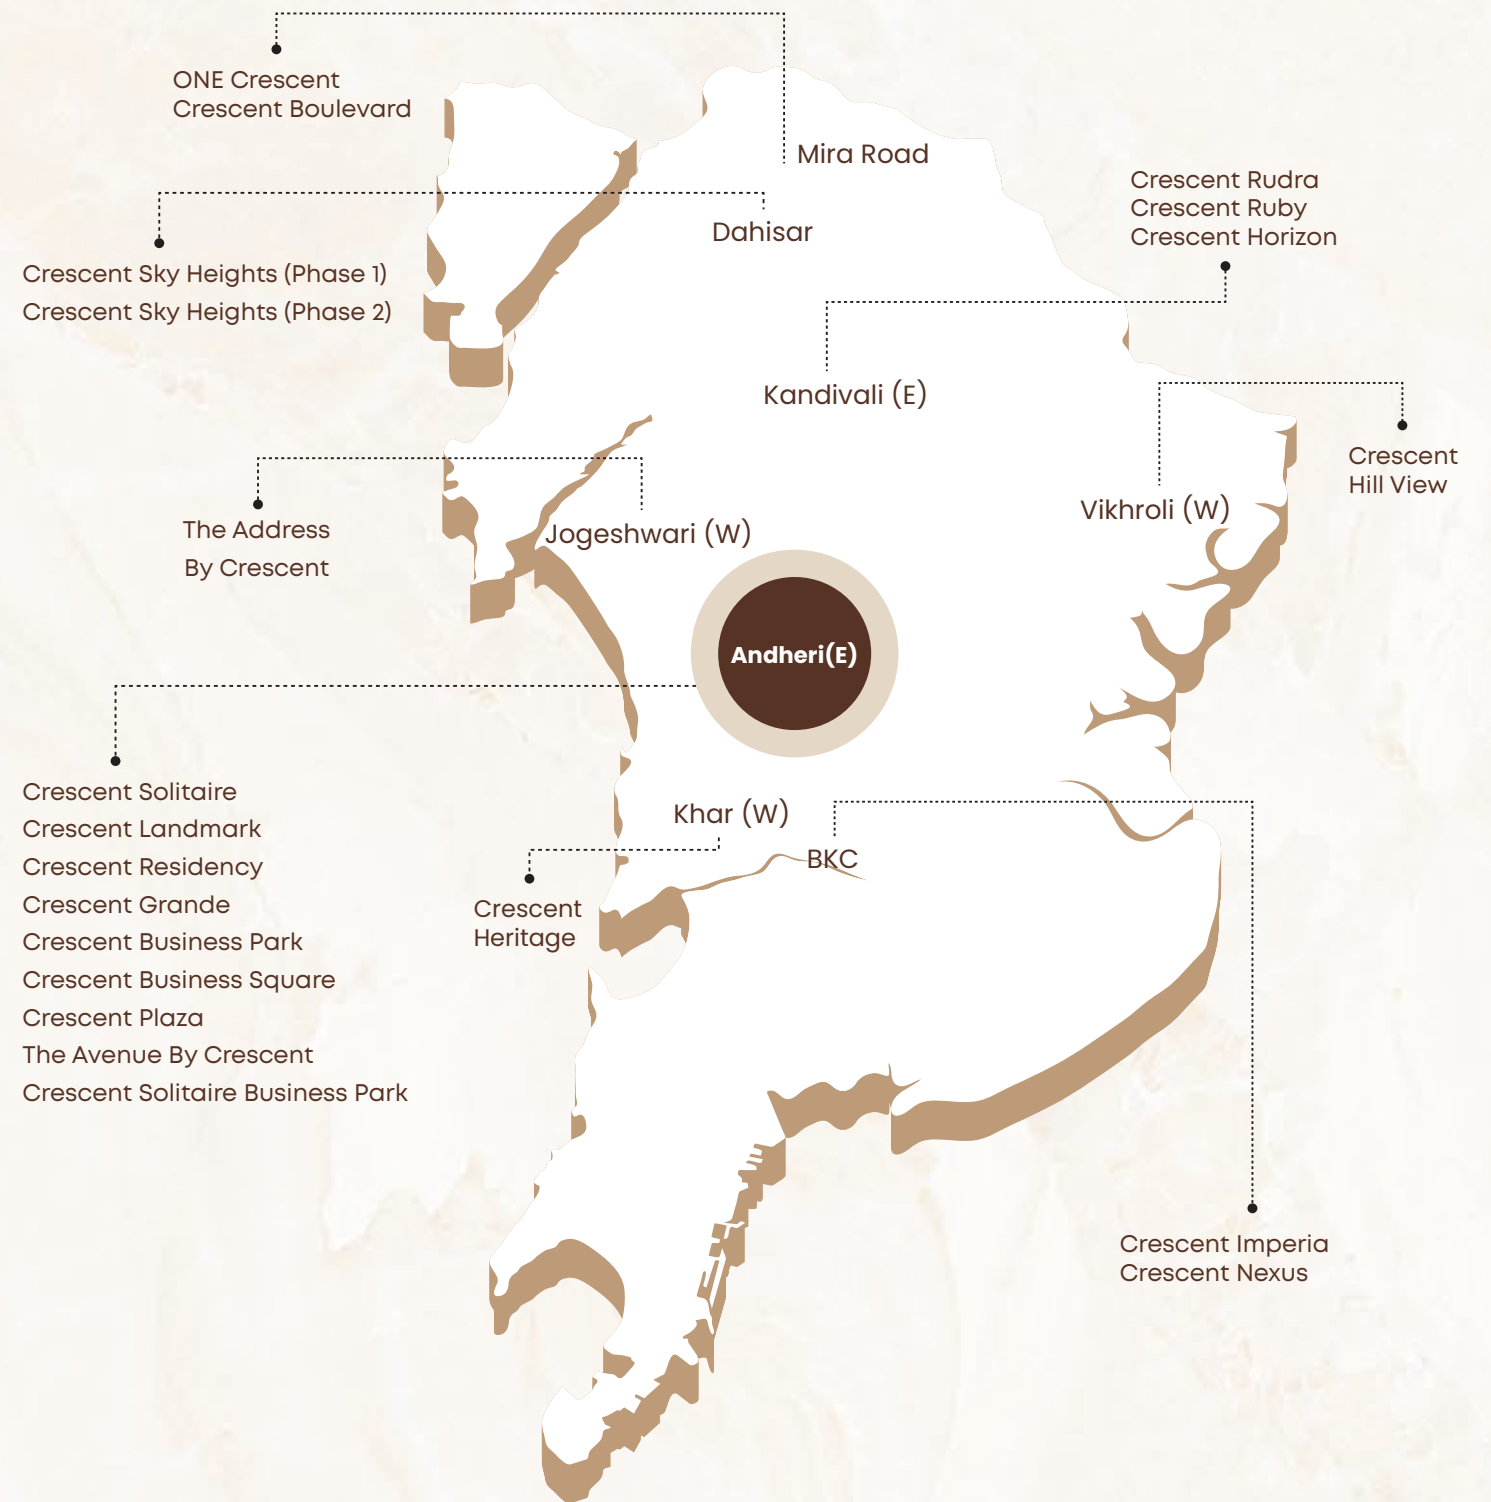 ONE Crescent
Crescent Boulevard
Mira Road
Crescent Rudra
Crescent Ruby
Crescent Horizon
Dahisar
Crescent Sky Heights (Phase 1)
Crescent Sky Heights (Phase 2)
Kandivali (E)
Crescent
Hill View
Vikhroli (W)
The Address
By Crescent
Jogeshwari (W)
Andheri(E)
Crescent Solitaire
Crescent Landmark
Crescent Residency
Crescent Grande
Crescent Business Park
Crescent Business Square
Crescent Plaza
The Avenue By Crescent
Crescent Solitaire Business Park
Khar (W)
BKC
Crescent
Heritage
Crescent Imperia
Crescent Nexus